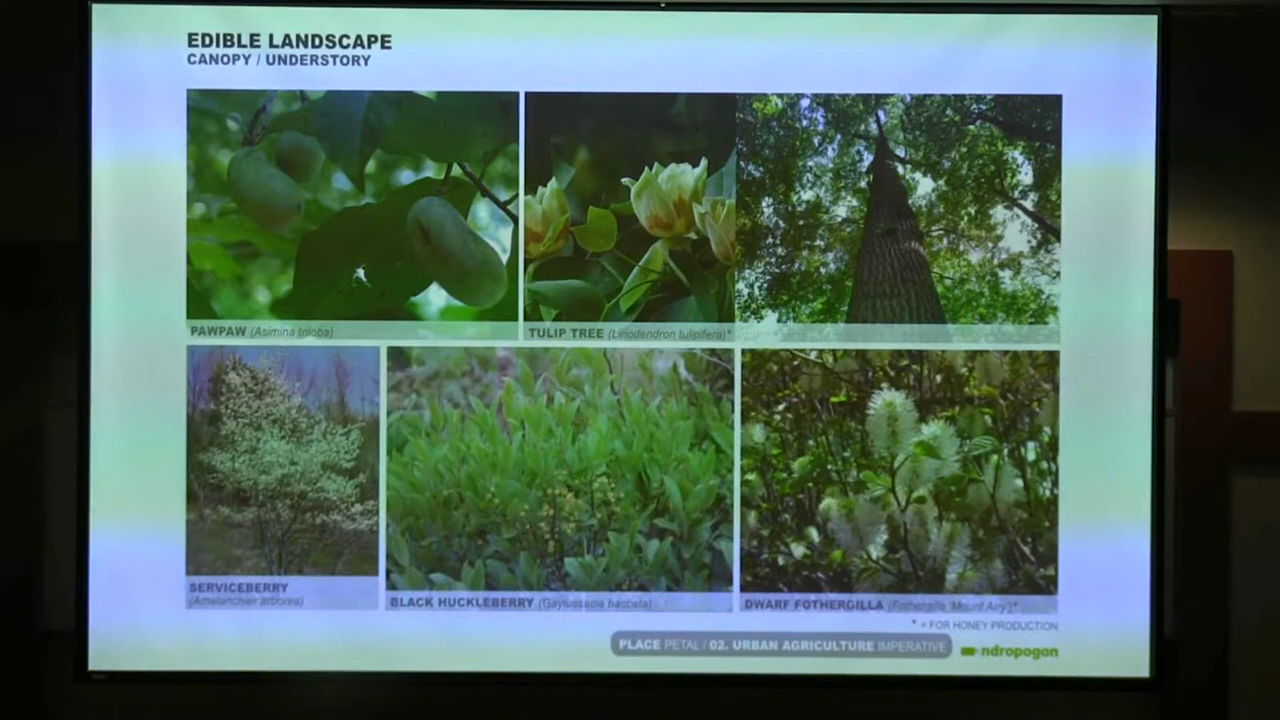 EDIBLE LANDSCAPE
CANOPY / UNDERSTORY
PAWPAW (Asimina triloba)
TULIP TREE (Liriodendron tulipifera)*
SERVICEBERRY
(Amelanchier arborea)
BLACK HUCKLEBERRY (Gaylussacia baccata)
DWARF FOTHERGILLA (Fothergilla 'Mount Airy')*
* = FOR HONEY PRODUCTION
PLACE PETAL / 02. URBAN AGRICULTURE IMPERATIVE
ndropogon